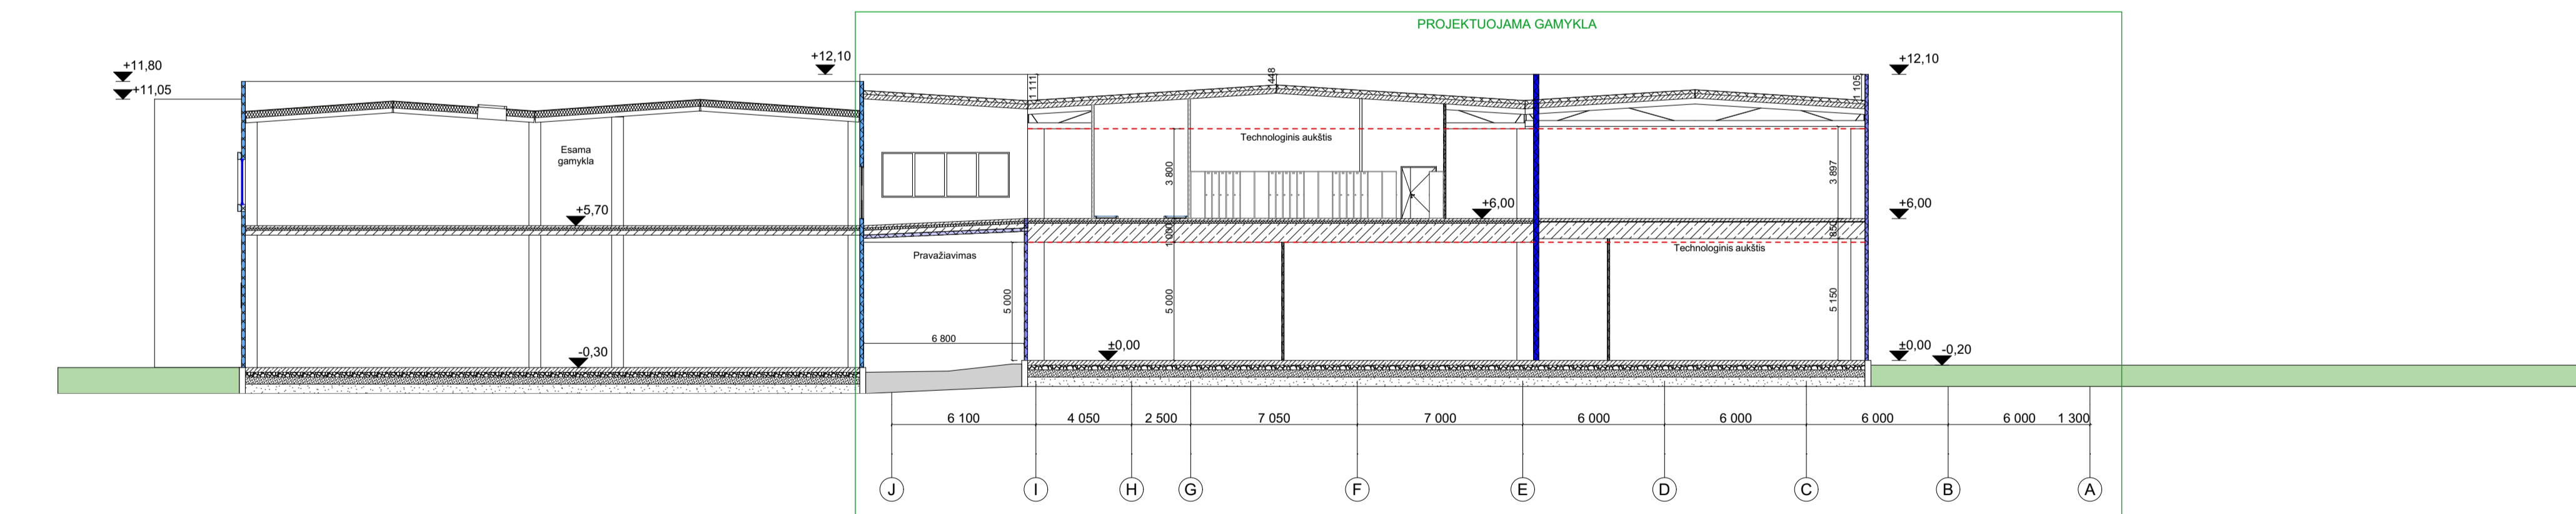 PROJEKTUOJAMA GAMYKLA
+12,10
+12,10
+11,80
+11,05
1 111
448
1 105
Technologinis aukštis
Esama
gamykla
3 800
3 897
+5,70
+6,00
+6,00
1 000
850
Technologinis aukštis
Pravažiavimas
5 000
5 000
5 150
6 800
-0,30
±0,00
±0,00
-0,20
6 100
4 050
2 500
7 050
7 000
6 000
6 000
6 000
6 000
1 300
J
I
H
G
F
E
D
C
B
A